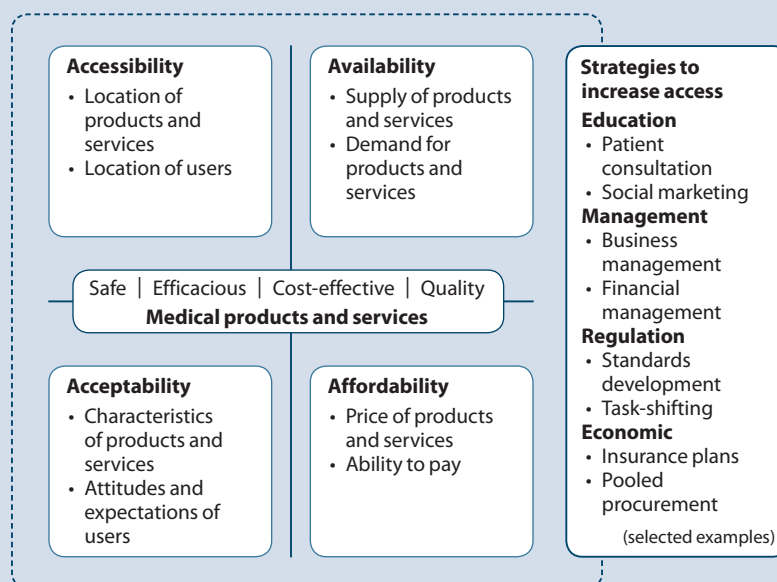 Accessibility
• Location of
products and
services
• Location of users
Availability
• Supply of products
and services
• Demand for
products and
services
Safe | Efficacious | Cost-effective | Quality
Medical products and services
Acceptability
• Characteristics
of products and
services
• Attitudes and
expectations of
users
Affordability
• Price of products
and services
• Ability to pay
Strategies to
increase access
Education
• Patient
consultation
• Social marketing
Management
• Business
management
• Financial
management
Regulation
• Standards
development
• Task-shifting
Economic
• Insurance plans
• Pooled
procurement
(selected examples)